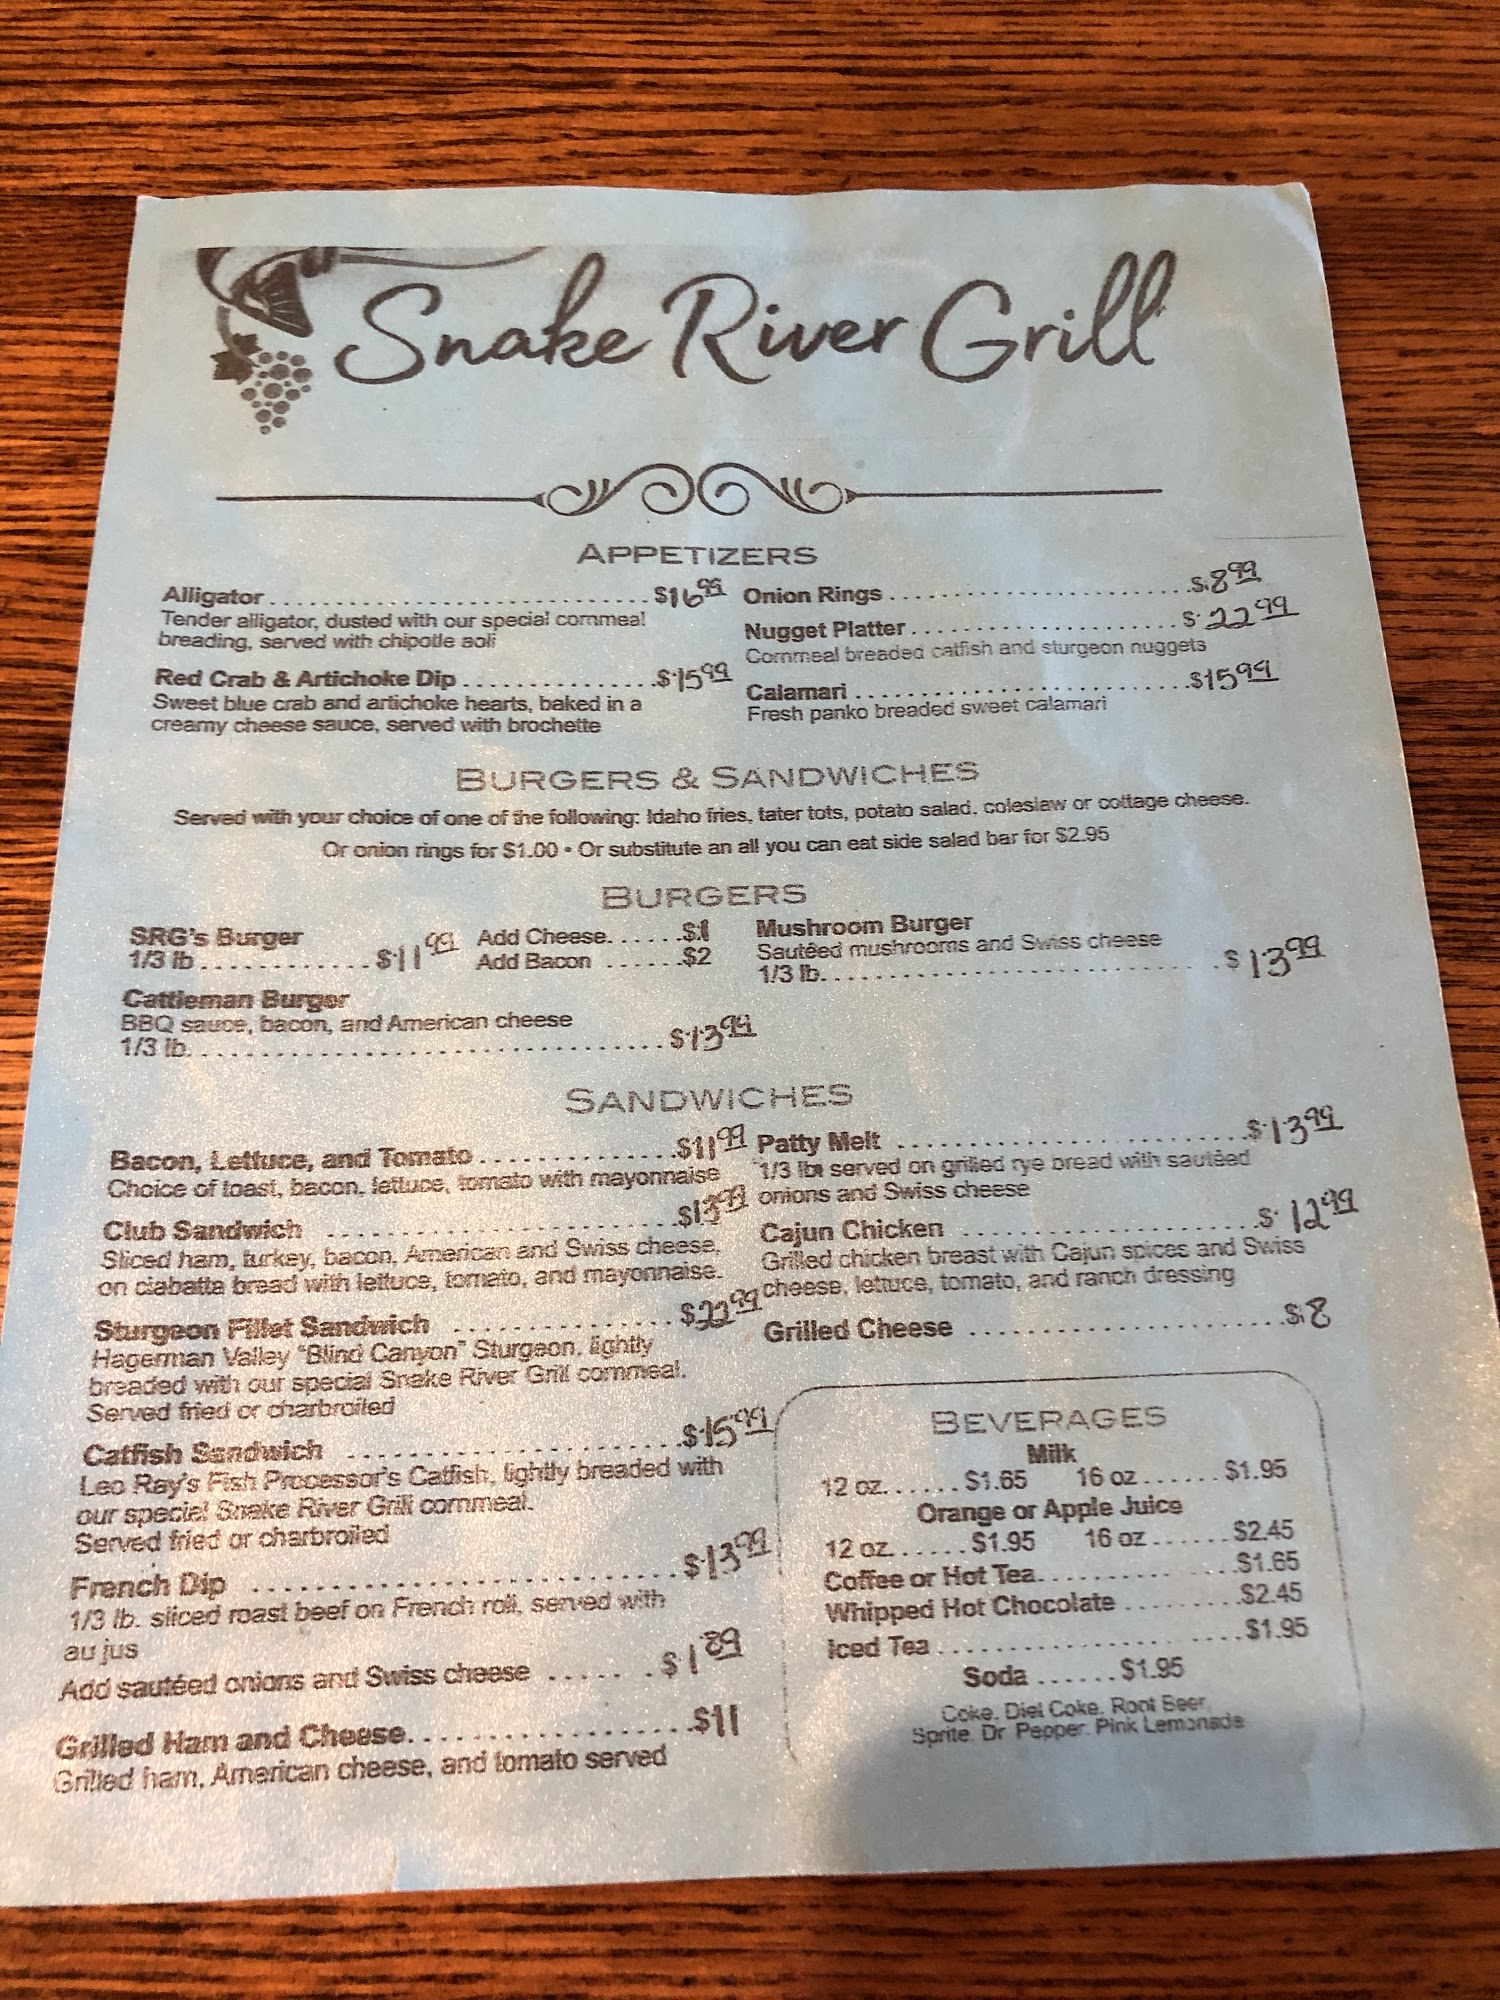 Snake River Grill
APPETIZERS
Alligator ........ $16.99
Tender alligator, dusted with our special cornmeal
breading, served with chipotle aoli
Red Crab & Artichoke Dip ........ $15.99
Sweet blue crab and artichoke hearts, baked in a
creamy cheese sauce, served with brochette
Onion Rings ........ $8.99
Nugget Platter ........ $22.99
Cornmeal breaded catfish and sturgeon nuggets
Calamari ........ $15.99
Fresh panko breaded sweet calamari
BURGERS & SANDWICHES
Served with your choice of one of the following: Idaho fries, tater tots, potato salad, coleslaw or cottage cheese.
Or onion rings for $1.00 • Or substitute an all you can eat side salad bar for $2.95
BURGERS
SRG's Burger
1/3 lb ........ $11.99
Add Cheese ....... $1
Add Bacon ....... $2
Cattleman Burger
BBQ sauce, bacon, and American cheese
1/3 lb. ........ $13.99
Mushroom Burger
Sautéed mushrooms and Swiss cheese
1/3 lb. ........ $13.99
SANDWICHES
Bacon, Lettuce, and Tomato ........ $11.99
Choice of toast, bacon, lettuce, tomato with mayonnaise
Club Sandwich ........ $13.99
Sliced ham, turkey, bacon, American and Swiss cheese,
on ciabatta bread with lettuce, tomato, and mayonnaise.
Sturgeon Fillet Sandwich ........ $22.99
Hagerman Valley "Blind Canyon" Sturgeon, lightly
breaded with our special Snake River Grill cornmeal.
Served fried or charbroiled
Catfish Sandwich ........ $15.99
Leo Ray's Fish Processor's Catfish, lightly breaded with
our special Snake River Grill cornmeal.
Served fried or charbroiled
French Dip ........ $13.99
1/3 lb. sliced roast beef on French roll, served with
au jus
Add sautéed onions and Swiss cheese ........ $1.89
Grilled Ham and Cheese ........ $11
Grilled ham, American cheese, and tomato served
Patty Melt ........ $13.99
1/3 lb served on grilled rye bread with sautéed
onions and Swiss cheese
Cajun Chicken ........ $12.99
Grilled chicken breast with Cajun spices and Swiss
cheese, lettuce, tomato, and ranch dressing
Grilled Cheese ........ $8
BEVERAGES
Milk
12 oz. ...... $1.65 16 oz ...... $1.95
Orange or Apple Juice
12 oz ...... $1.95 16 oz ...... $2.45
Coffee or Hot Tea ........ $1.65
Whipped Hot Chocolate ........ $2.45
Iced Tea ........ $1.95
Soda ....... $1.95
Coke, Diet Coke, Root Beer,
Sprite, Dr. Pepper, Pink Lemonade